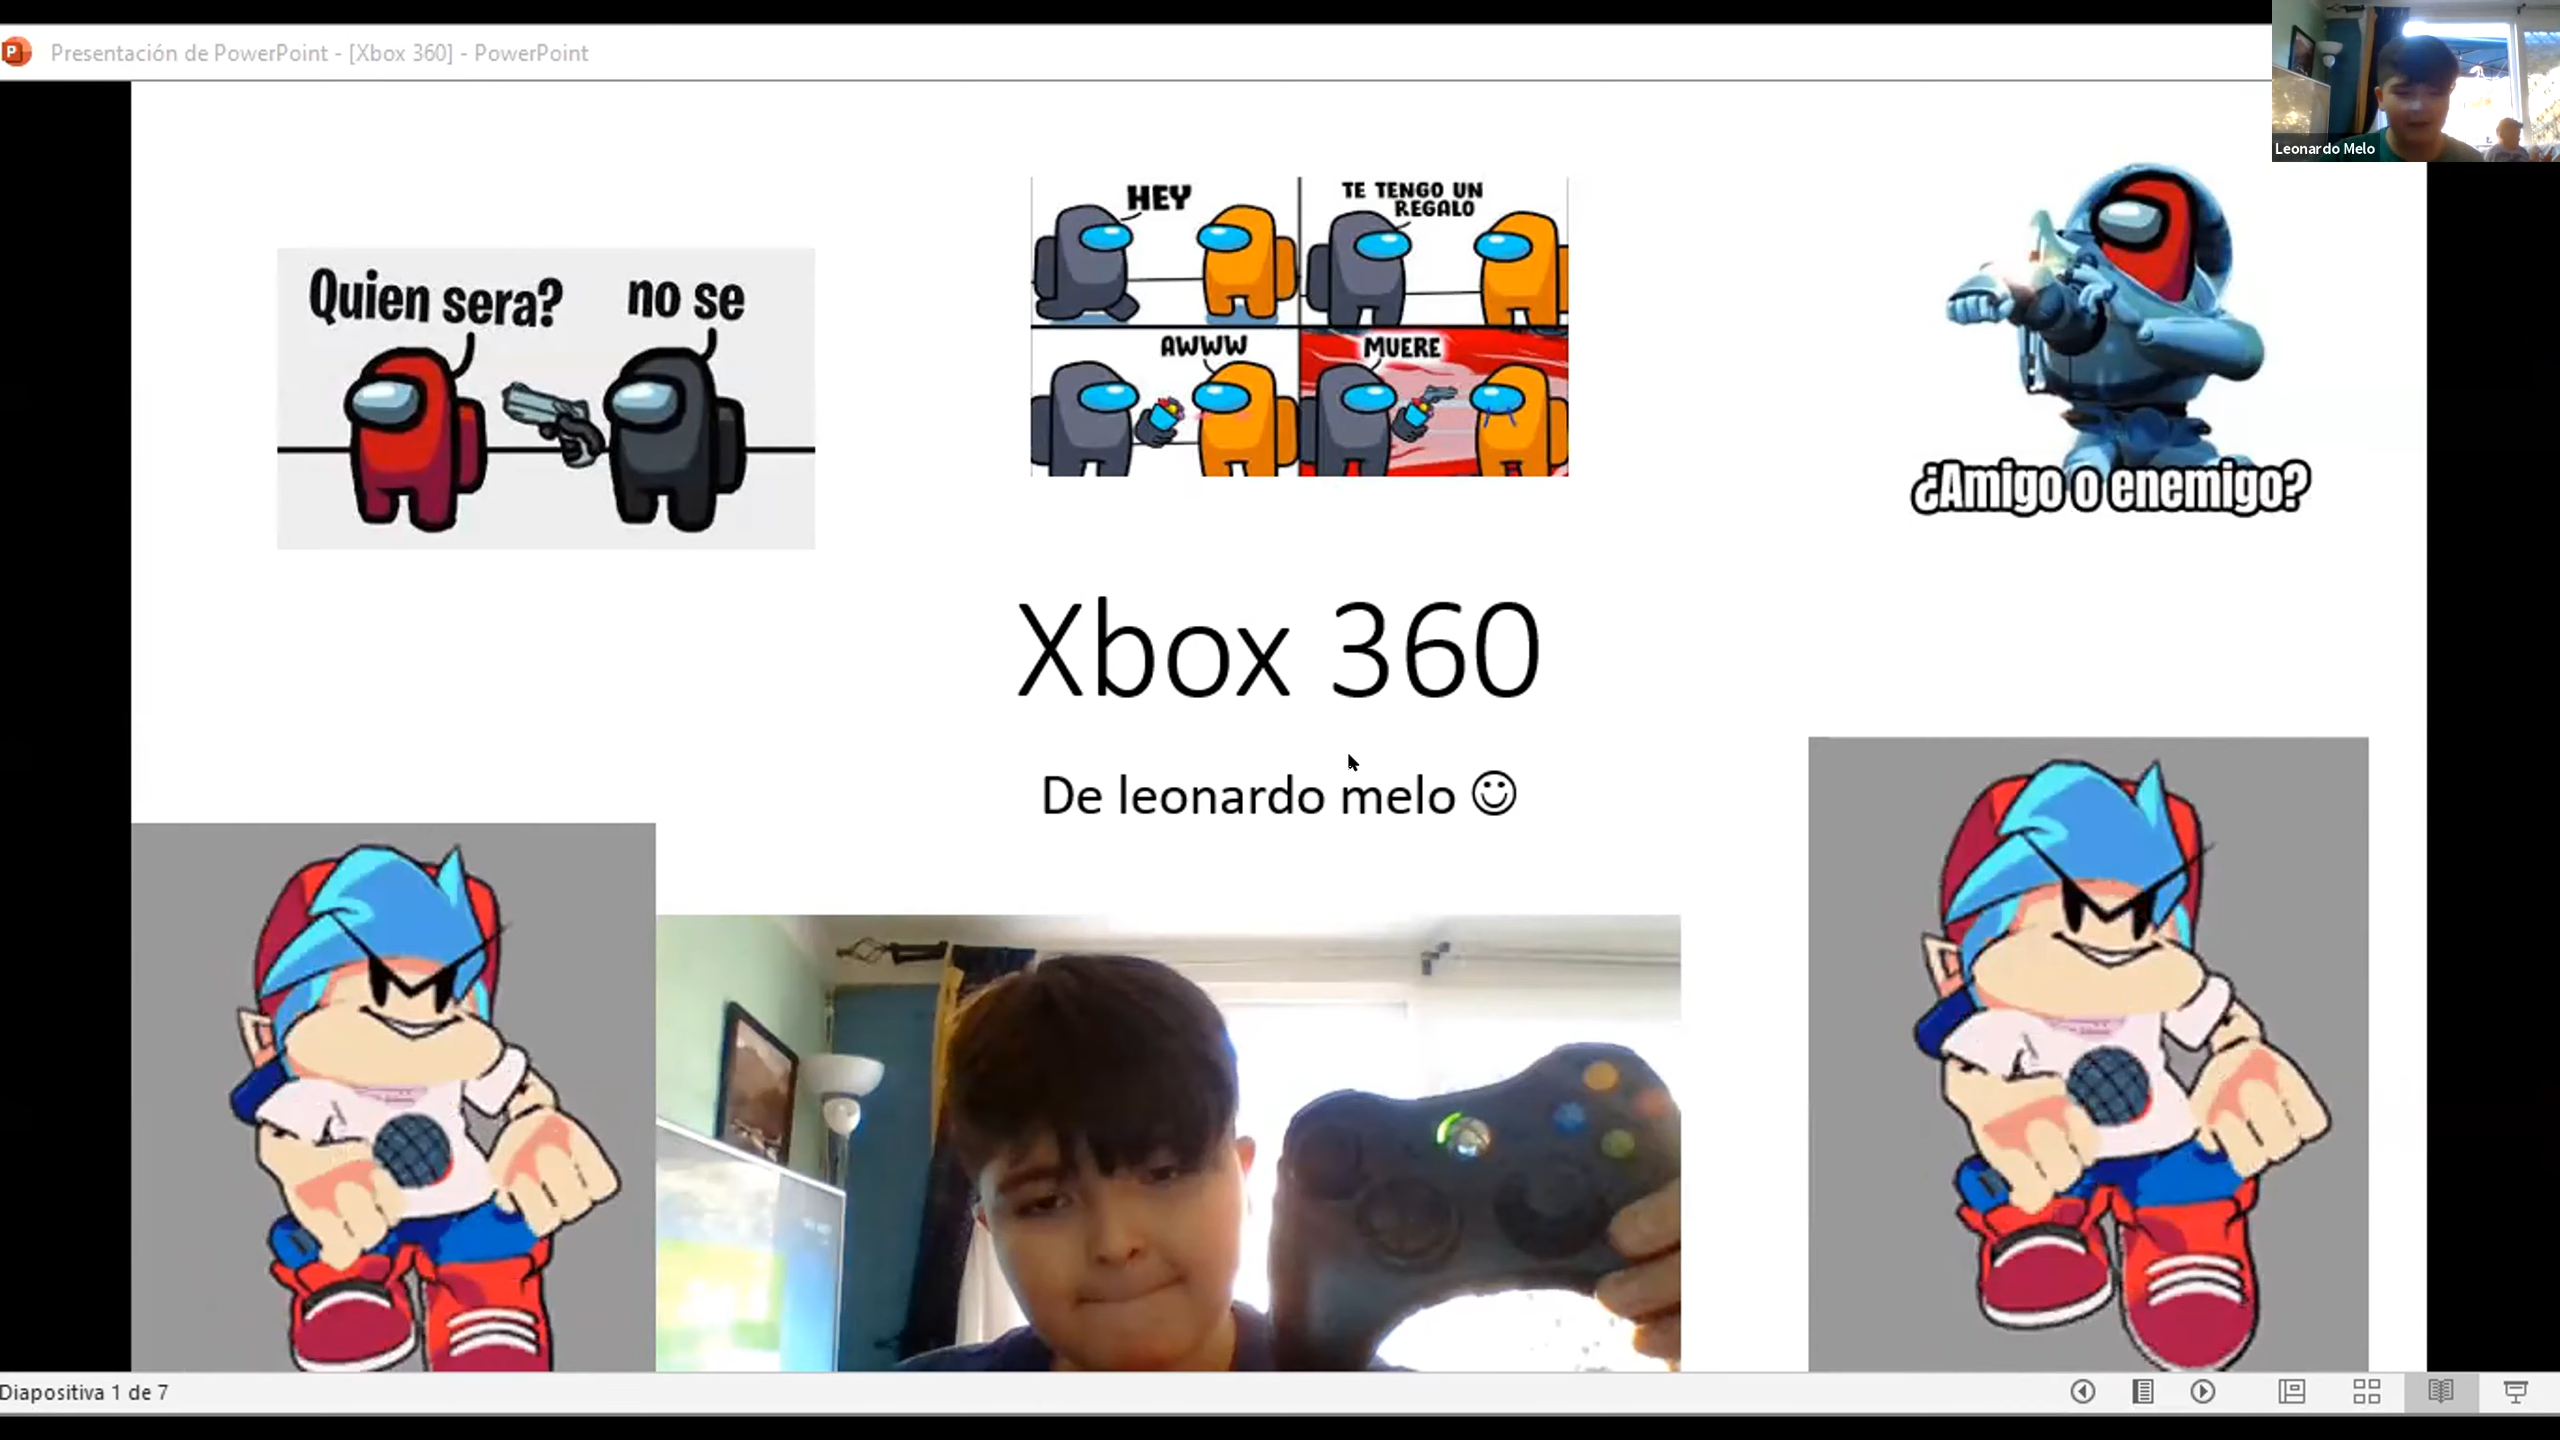 Presentación de PowerPoint - [Xbox 360] - PowerPoint
Leonardo Melo
Quien sera?
no se
HEY
TE TENGO UN
REGALO
AWWW
MUERE
¿Amigo o enemigo?
Xbox 360
De leonardo melo ☺
Diapositiva 1 de 7